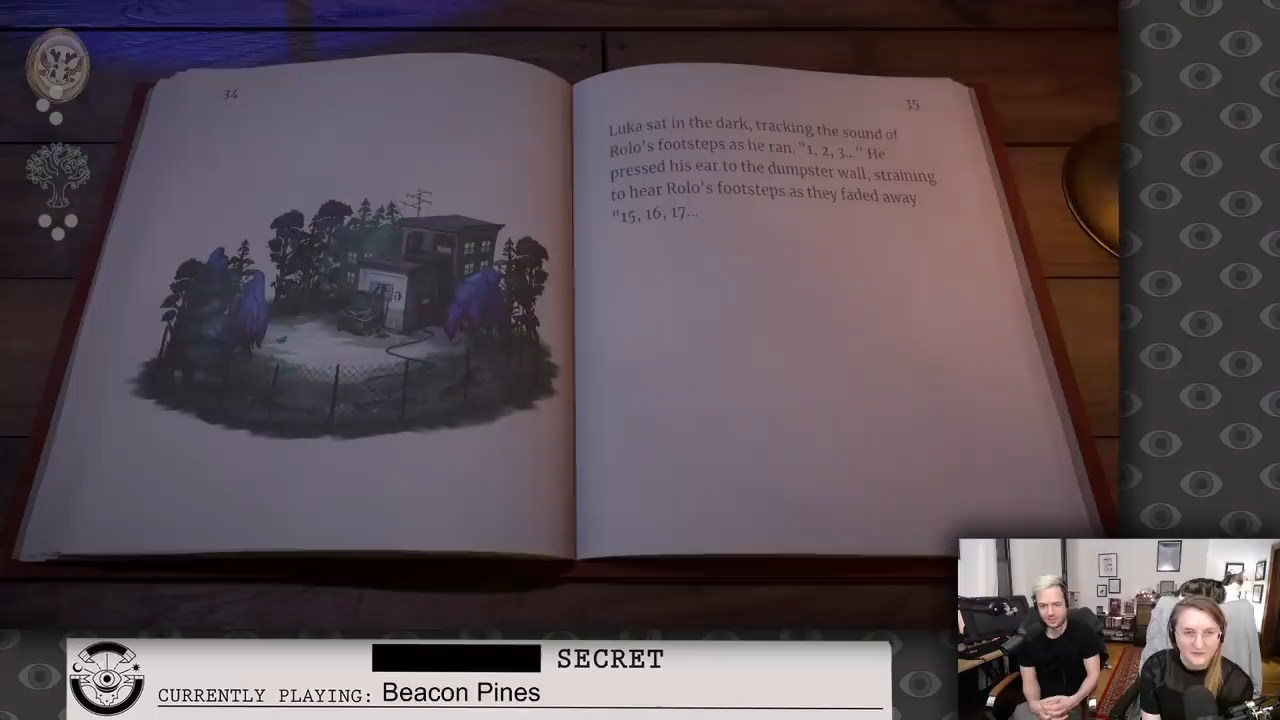 34
35
Luka sat in the dark, tracking the sound of
Rolo's footsteps as he ran. "1, 2, 3..." He
pressed his ear to the dumpster wall, straining
to hear Rolo's footsteps as they faded away.
"15, 16, 17...
SECRET
CURRENTLY PLAYING: Beacon Pines